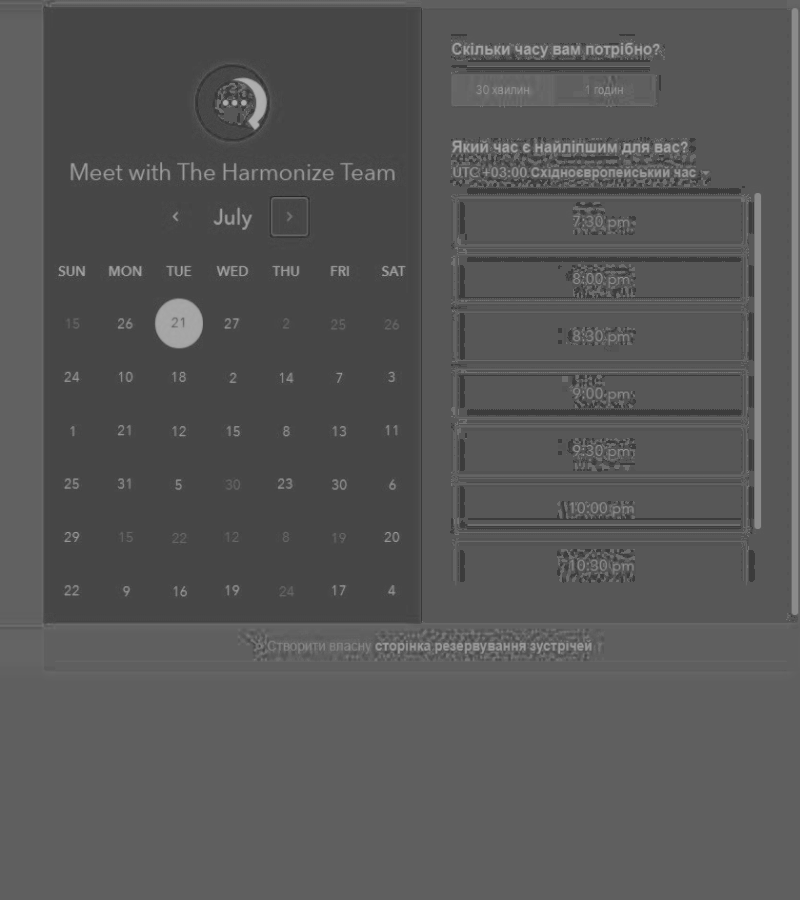 Meet with The Harmonize Team
July
SUN MON TUE WED THU FRI SAT
15 26 21 27 2 25 26
24 10 18 2 14 7 3
1 21 12 15 8 13 11
25 31 5 30 23 30 6
29 15 22 12 8 19 20
22 9 16 19 24 17 4
Скільки часу вам потрібно?
30 хвилин 1 годин
Який час є найліпшим для вас?
UTC +03:00 Східноєвропейський час
7:30 pm
8:00 pm
8:30 pm
9:00 pm
9:30 pm
10:00 pm
10:30 pm
Створити власну сторінка резервування зустрічей